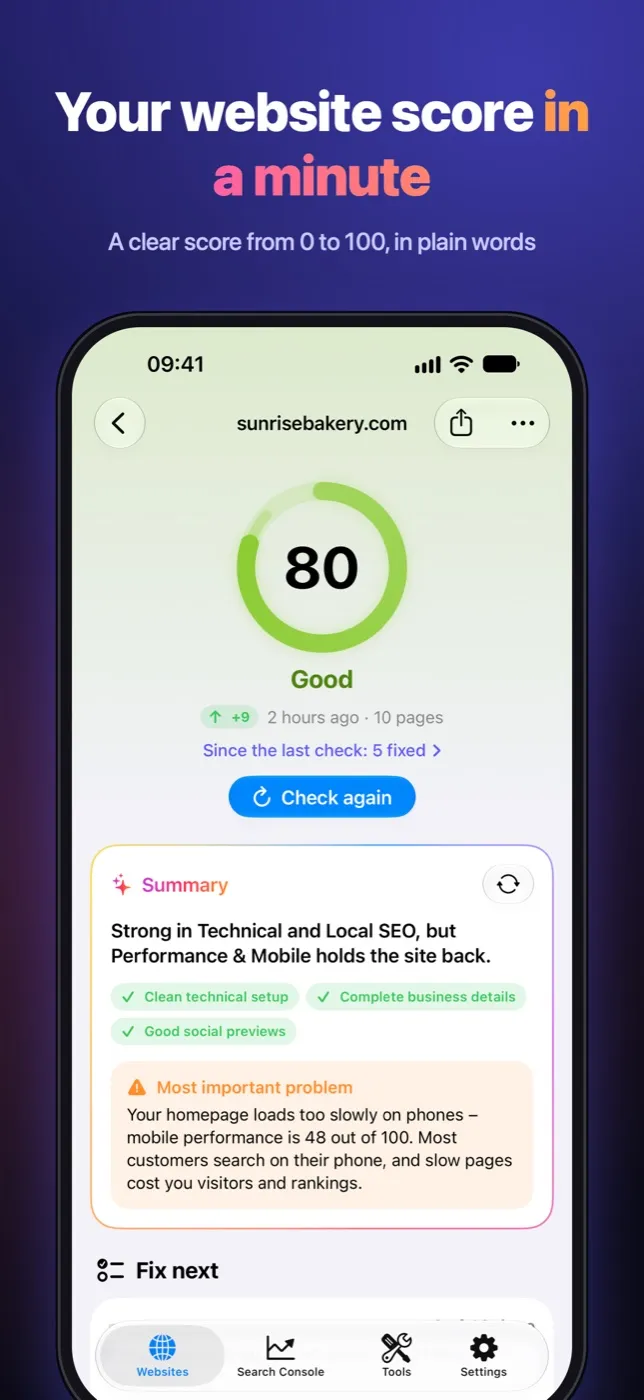 Your website score in
a minute
A clear score from 0 to 100, in plain words
09:41
sunrisebakery.com
80
Good
+9 2 hours ago · 10 pages
Since the last check: 5 fixed
Check again
Summary
Strong in Technical and Local SEO, but
Performance & Mobile holds the site back.
Clean technical setup
Complete business details
Good social previews
Most important problem
Your homepage loads too slowly on phones –
mobile performance is 48 out of 100. Most
customers search on their phone, and slow pages
cost you visitors and rankings.
Fix next
Websites
Search Console
Tools
Settings